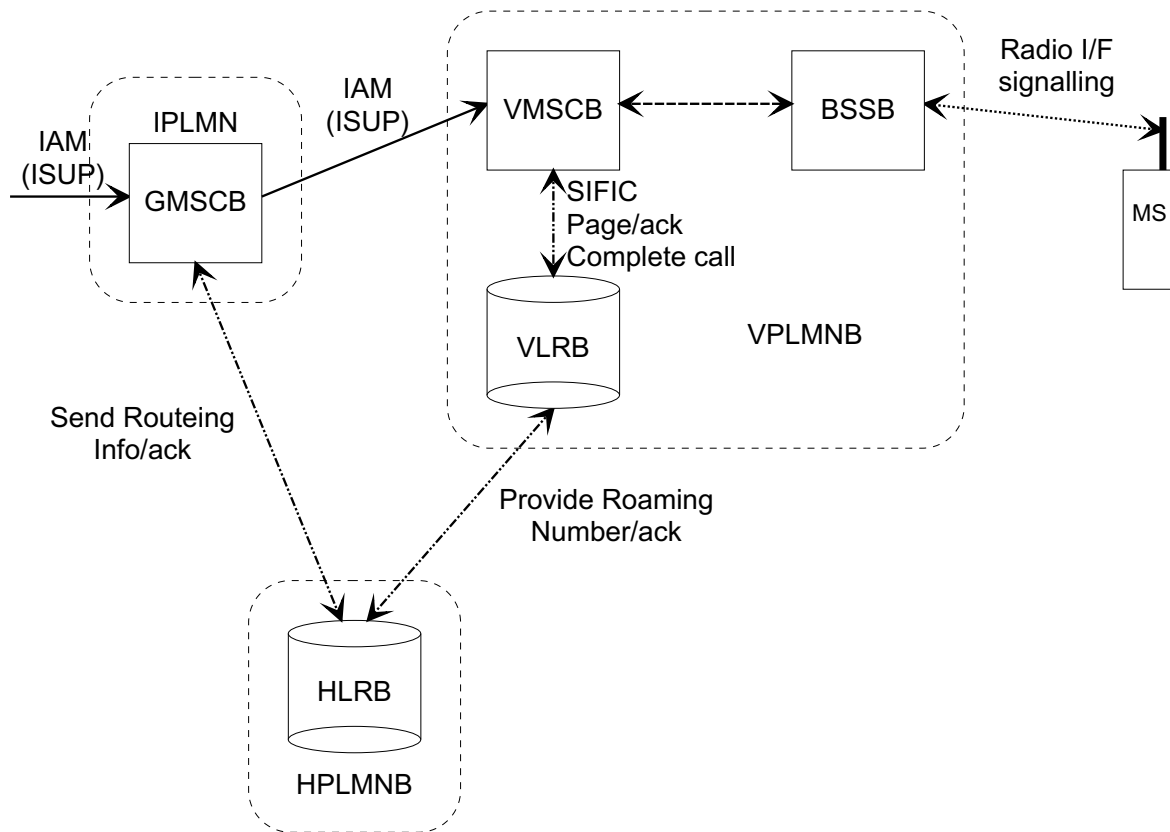 IAM
(ISUP)
IPLMN
GMSCB
IAM
(ISUP)
VMSCB
BSSB
Radio I/F
signalling
MS
SIFIC
Page/ack
Complete call
VLRB
VPLMNB
Send Routeing
Info/ack
Provide Roaming
Number/ack
HLRB
HPLMNB